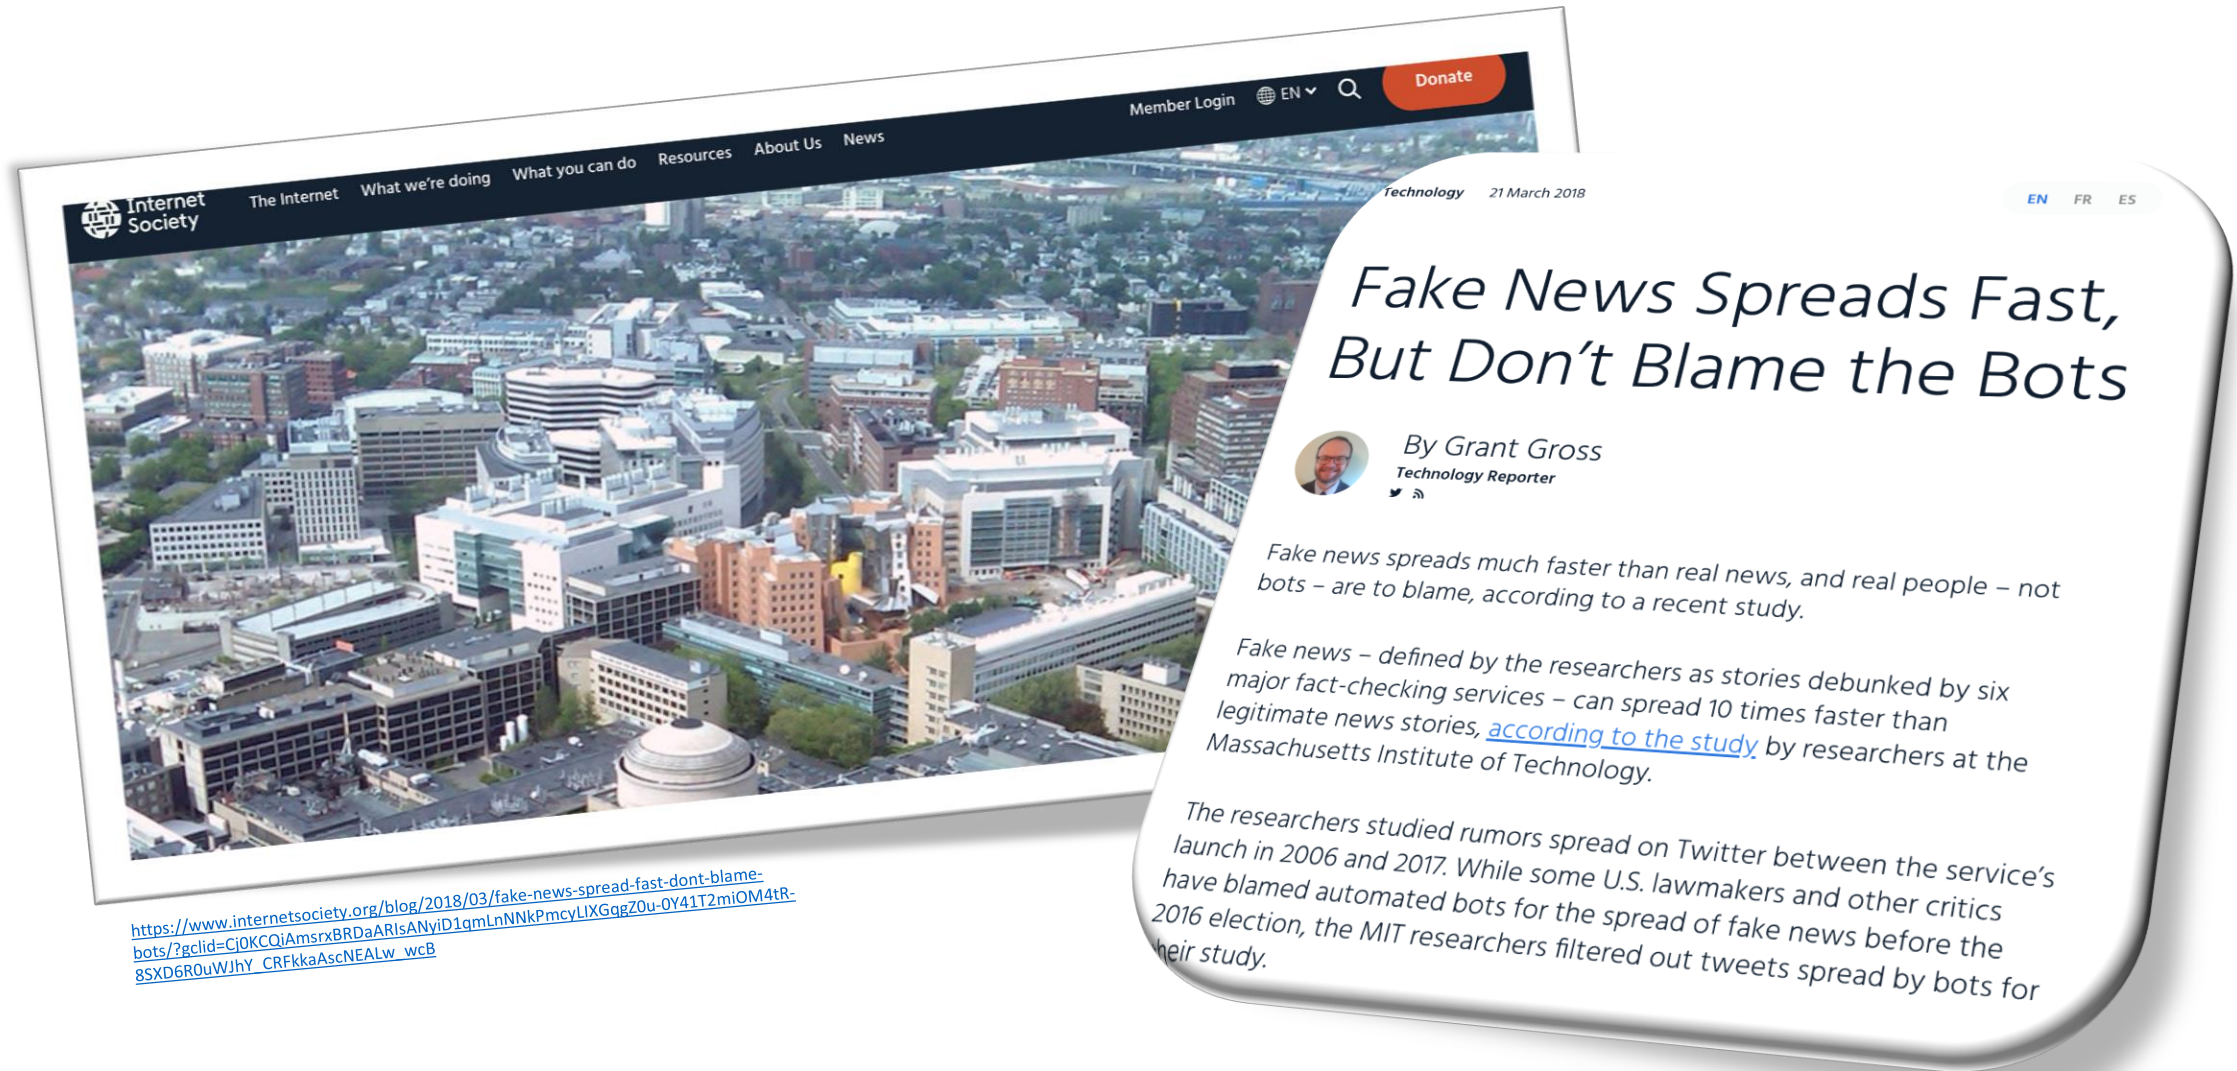 Internet
Society
The Internet
What we're doing
What you can do
Resources
About Us
News
Member Login
EN
Donate
Technology 21 March 2018
EN FR ES
Fake News Spreads Fast,
But Don't Blame the Bots
By Grant Gross
Technology Reporter
Fake news spreads much faster than real news, and real people – not
bots – are to blame, according to a recent study.
Fake news – defined by the researchers as stories debunked by six
major fact-checking services – can spread 10 times faster than
legitimate news stories, according to the study by researchers at the
Massachusetts Institute of Technology.
The researchers studied rumors spread on Twitter between the service's
launch in 2006 and 2017. While some U.S. lawmakers and other critics
have blamed automated bots for the spread of fake news before the
2016 election, the MIT researchers filtered out tweets spread by bots for
their study.
https://www.internetsociety.org/blog/2018/03/fake-news-spread-fast-dont-blame-
bots/?gclid=Cj0KCQiAmsrxBRDaARIsANyiD1qmLnNNkPmcyLIXGqgZ0u-0Y41T2miOM4tR-
8SXD6R0uWJhY_CRFkkaAscNEALw_wcB